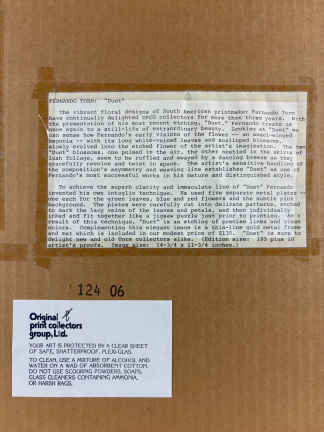 FERNANDO TORM: "Duet"
The vibrant floral designs of South American printmaker Fernando Torm
have continually delighted OPCG collectors for more than three years. With
the presentation of his most recent etching, "Duet," Fernando treats us
once again to a still-life of extraordinary beauty. Looking at "Duet" we
can sense how Fernando's early visions of the flower -- an awards-winged
begonia -- with its long white-veined leaves and scalloped blossoms,
slowly evolved into the etched flower of the artist's imagination. The two
"Duet" blossoms, one poised in the air, the other nestled in the midst of
lush foliage, seem to be ruffled and swayed by a dancing breeze as they
gracefully revolve and twist in space. The artist's sensitive handling of
the composition's asymmetry and weaving line establishes "Duet" as one of
Fernando's most successful works in his mature and distinguished style.
To achieve the superb clarity and immaculate line of "Duet" Fernando
invented his own intaglio technique. He used five separate metal plates --
one each for the green leaves, blue and red flowers and the subtle pink
background. The plates were carefully cut into delicate patterns, etched
to mark the lacy veins of the leaves and petals, and then individually
inked and fit together like a jigsaw puzzle just prior to printing. As a
result of this technique, "Duet" is an etching of precise lines and clean
colors. Complementing this elegant image is a thin-line gold metal frame
and mat which is included in our modest price of $135. "Duet" is sure to
delight new and old OPCG collectors alike. (Edition size: 195 plus 20
artist's proofs. Image size: 14-3/4 x 11-3/4 inches.)
124 06
Original
print collectors
group, Ltd.
YOUR ART IS PROTECTED BY A CLEAR SHEET
OF SAFE, SHATTERPROOF, PLEXI-GLAS.
TO CLEAN, USE A MIXTURE OF ALCOHOL AND
WATER ON A WAD OF ABSORBENT COTTON.
DO NOT USE SCOURING POWDERS, SOAPS,
GLASS CLEANERS CONTAINING AMMONIA,
OR HARSH RAGS.